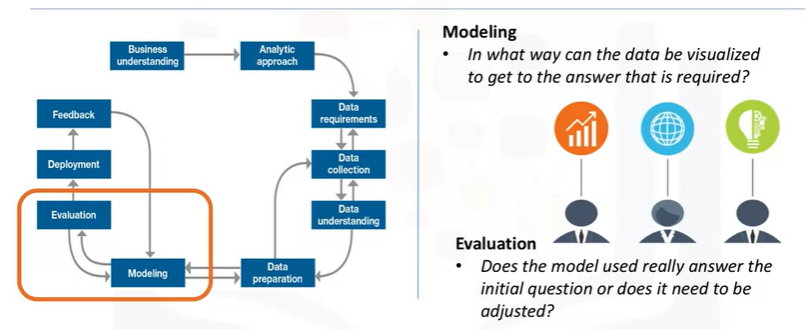 Business
understanding
Analytic
approach
Data
requirements
Data
collection
Data
understanding
Data
preparation
Modeling
Evaluation
Deployment
Feedback
Modeling
• In what way can the data be visualized
to get to the answer that is required?
Evaluation
• Does the model used really answer the
initial question or does it need to be
adjusted?